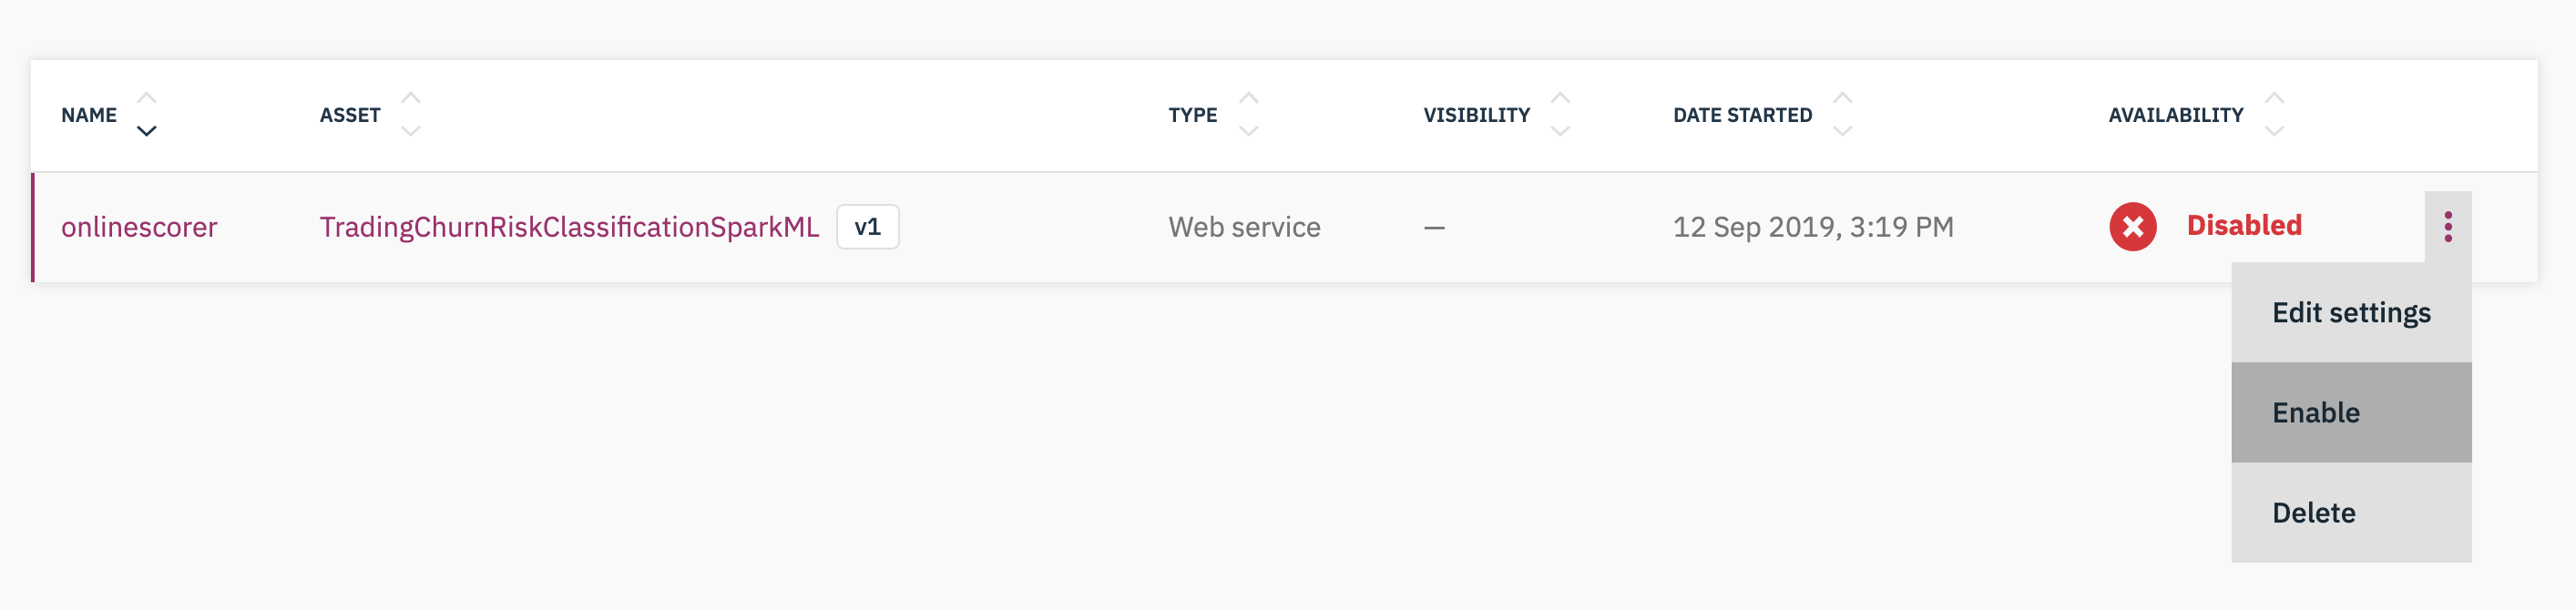 NAME ASSET TYPE VISIBILITY DATE STARTED AVAILABILITY
onlinescorer TradingChurnRiskClassificationSparkML v1 Web service — 12 Sep 2019, 3:19 PM Disabled
Edit settings
Enable
Delete